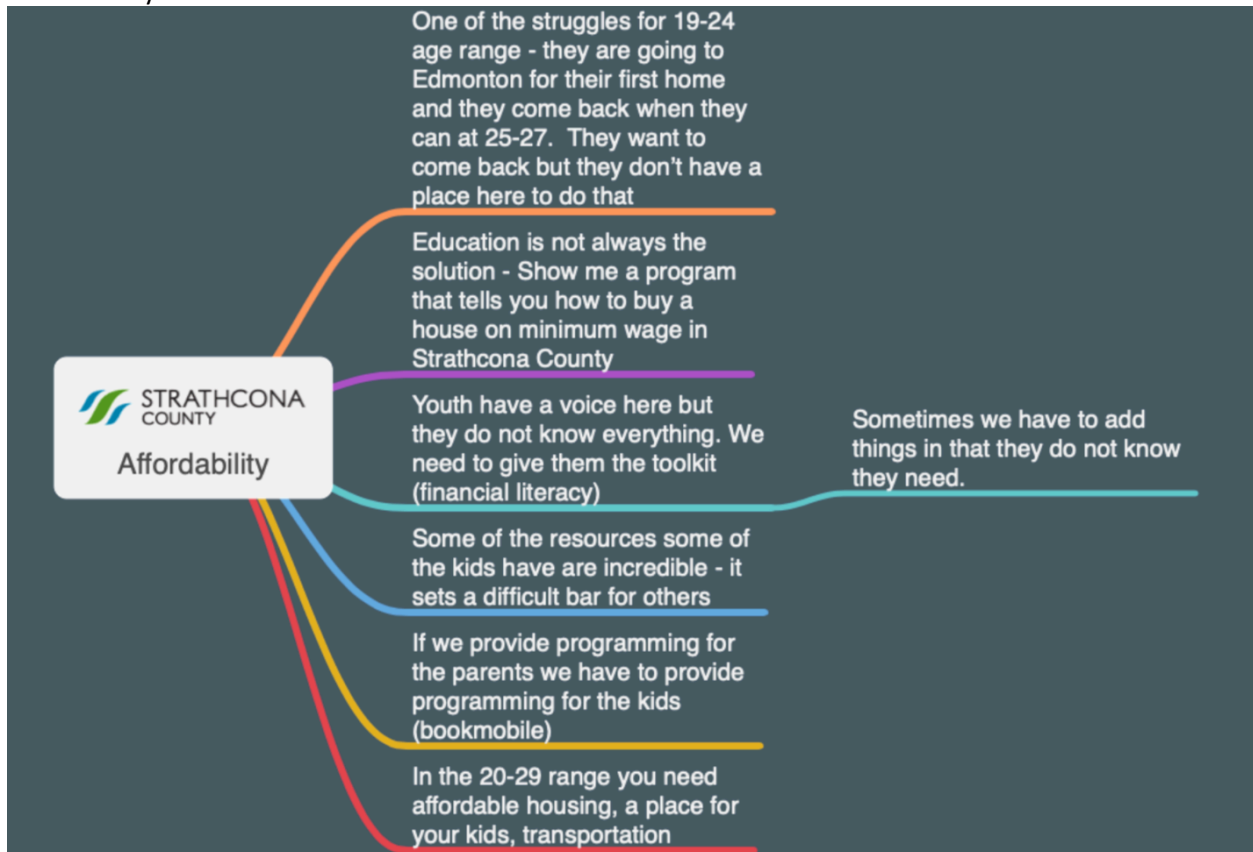 One of the struggles for 19-24
age range - they are going to
Edmonton for their first home
and they come back when they
can at 25-27.  They want to
come back but they don't have a
place here to do that
Education is not always the
solution - Show me a program
that tells you how to buy a
house on minimum wage in
Strathcona County
STRATHCONA
COUNTY
Affordability
Youth have a voice here but
they do not know everything. We
need to give them the toolkit
(financial literacy)
Sometimes we have to add
things in that they do not know
they need.
Some of the resources some of
the kids have are incredible - it
sets a difficult bar for others
If we provide programming for
the parents we have to provide
programming for the kids
(bookmobile)
In the 20-29 range you need
affordable housing, a place for
your kids, transportation